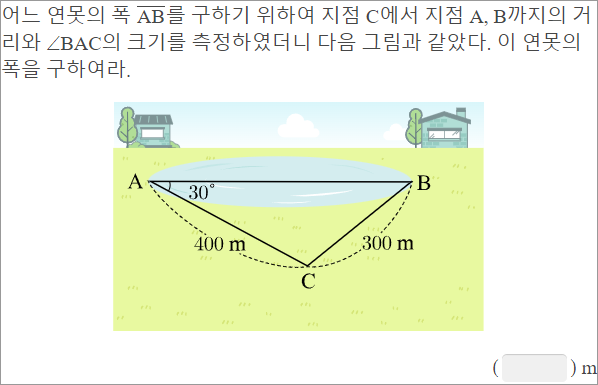 어느 연못의 폭 AB를 구하기 위하여 지점 C에서 지점 A, B까지의 거
리와 ∠BAC의 크기를 측정하였더니 다음 그림과 같았다. 이 연못의
폭을 구하여라.
A
30°
B
400 m
300 m
C
( ) m